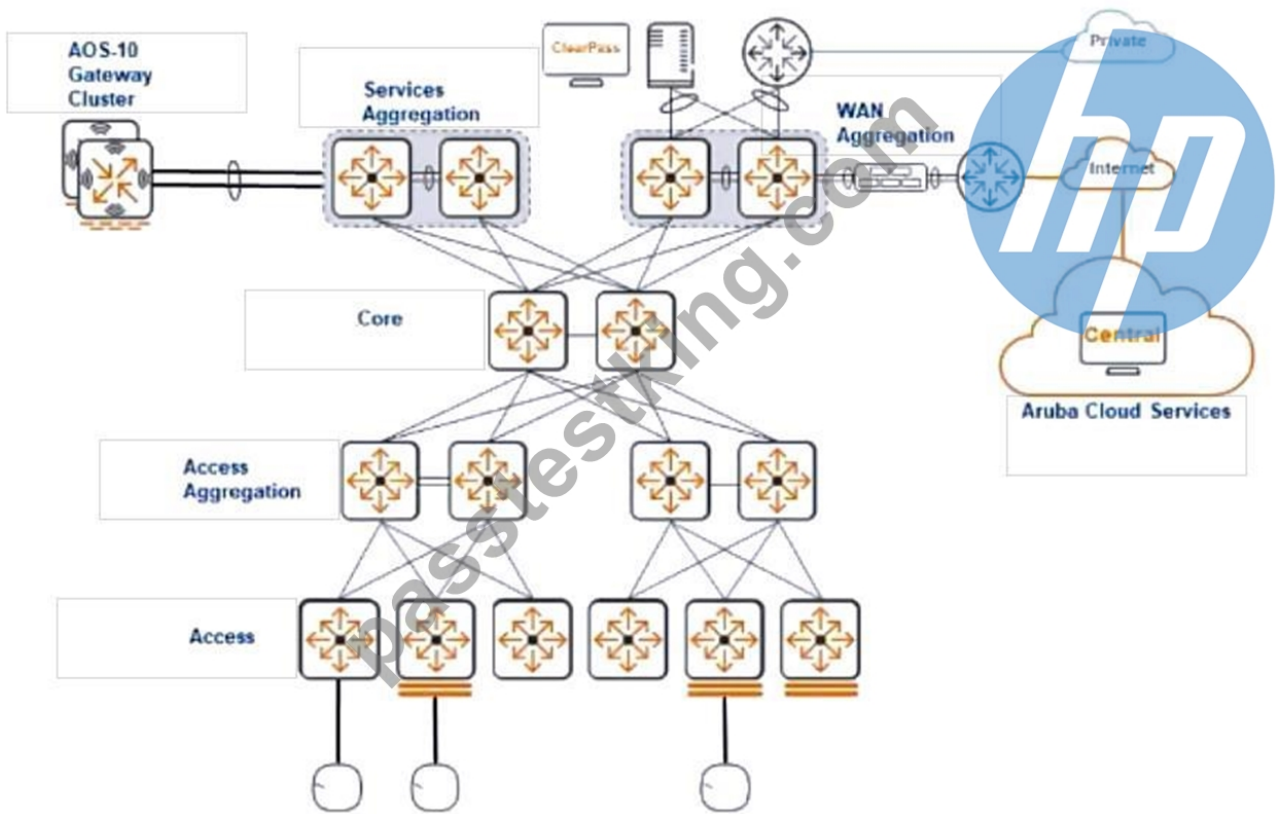 AOS-10
Gateway
Cluster
Services
Aggregation
ClearPass
WAN
Aggregation
Private
Internet
hp
Central
Aruba Cloud Services
Core
Access
Aggregation
Access
passtestking.com